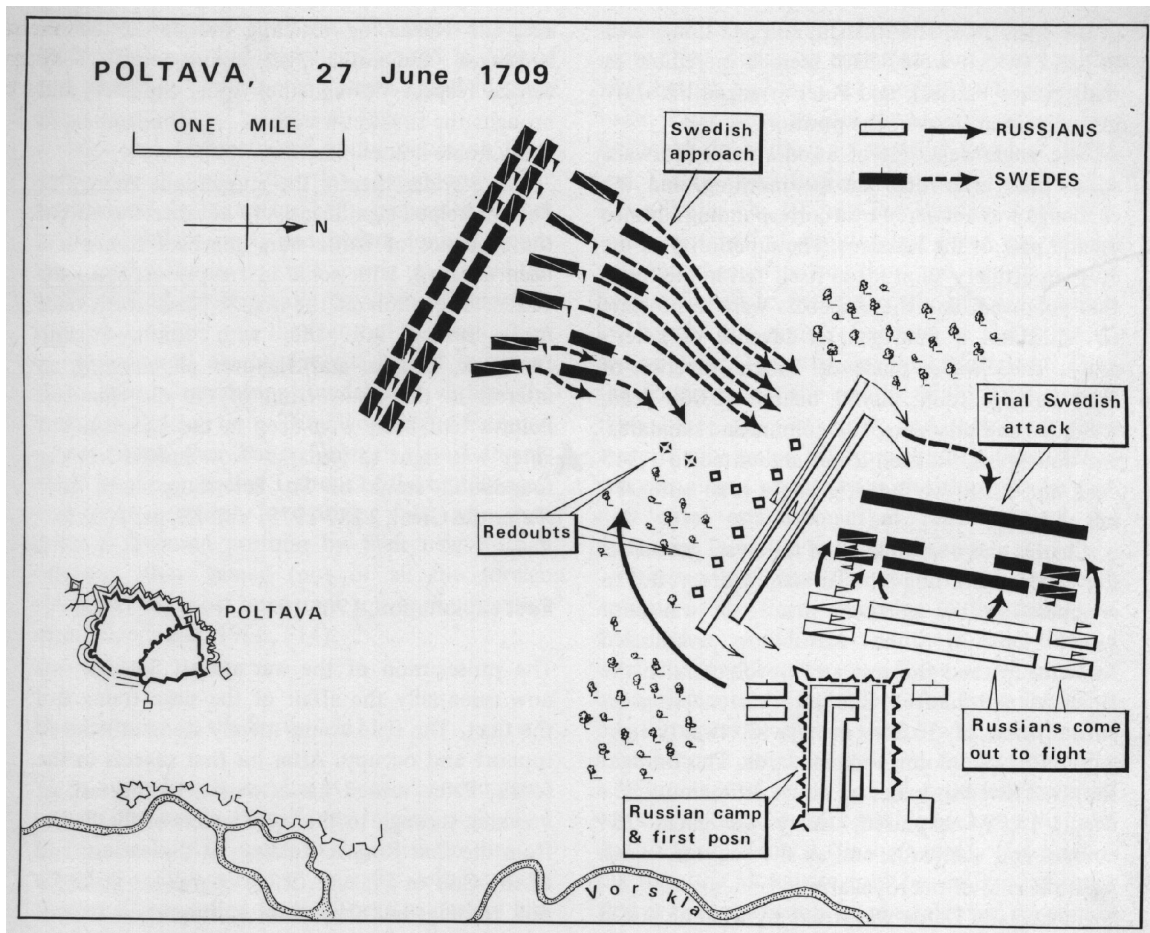 POLTAVA, 27 June 1709
ONE MILE
N
Swedish
approach
RUSSIANS
SWEDES
Final Swedish
attack
Redoubts
POLTAVA
Russians come
out to fight
Russian camp
& first posn
Vorskla